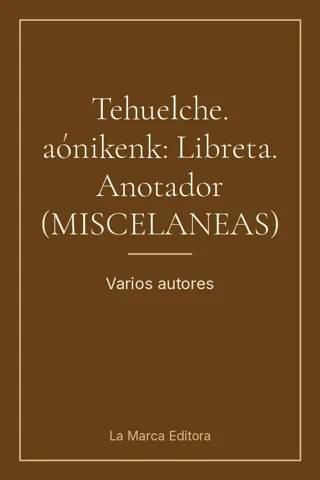 Tehuelche.
aónikenk: Libreta.
Anotador
(MISCELANEAS)
Varios autores
La Marca Editora